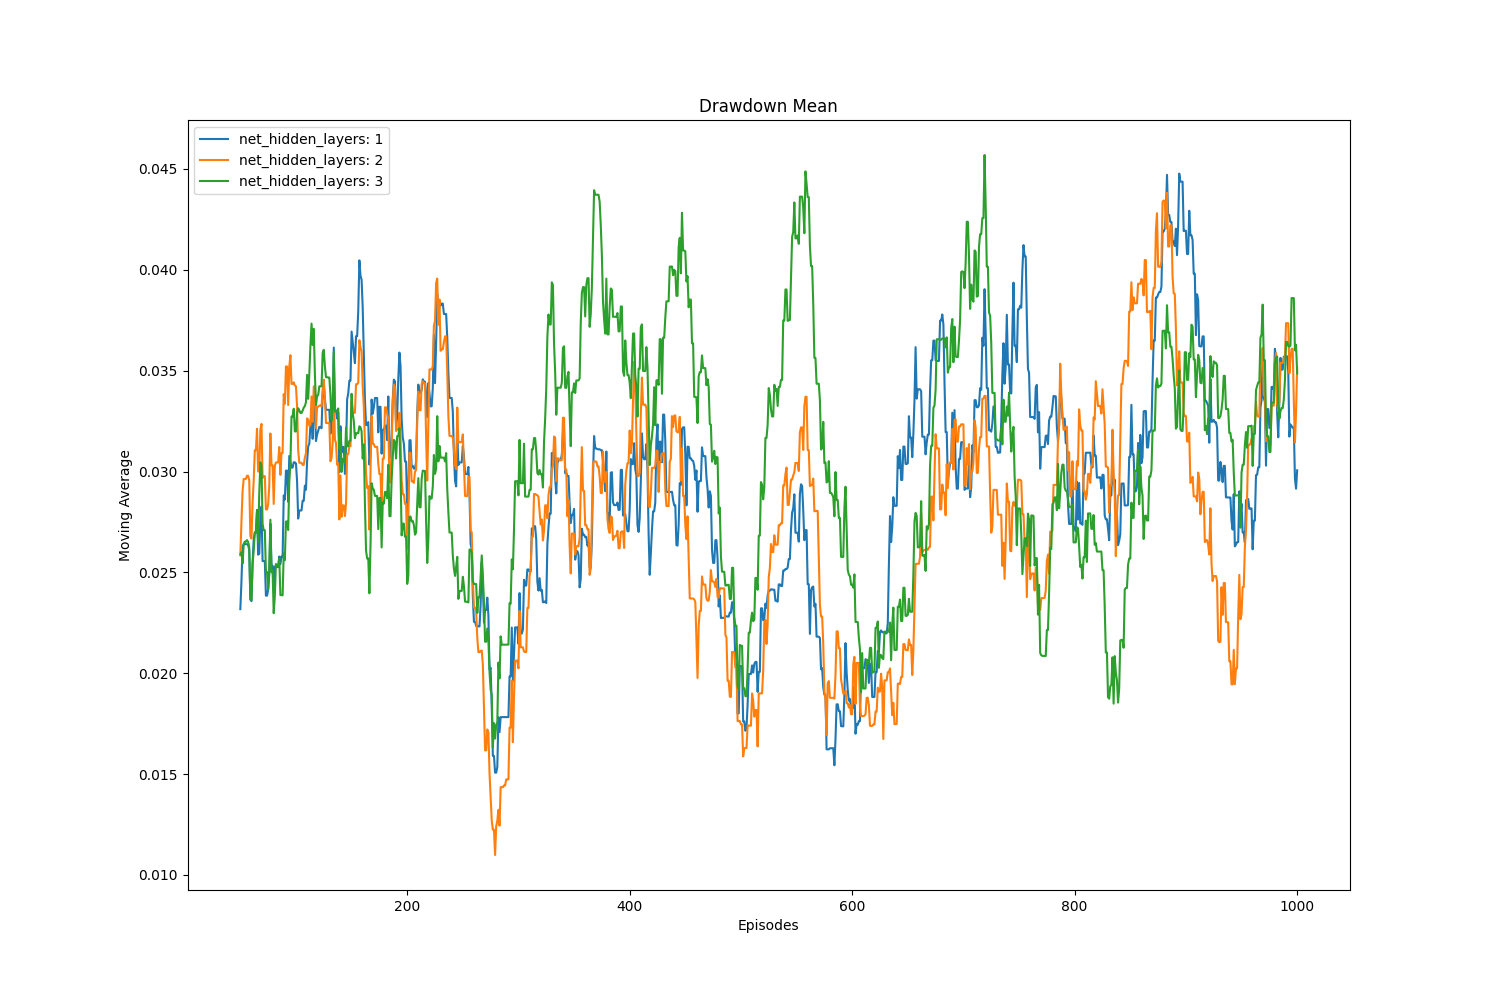 Drawdown Mean
net_hidden_layers: 1
net_hidden_layers: 2
net_hidden_layers: 3
0.045
0.040
0.035
0.030
0.025
0.020
0.015
0.010
Moving Average
200 400 600 800 1000
Episodes